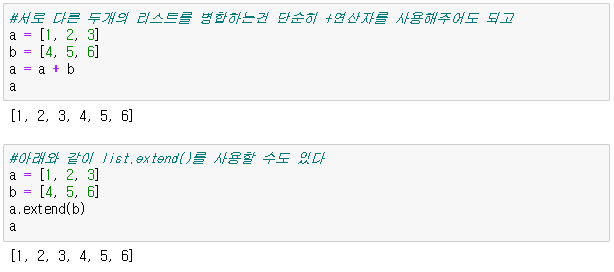 #서로 다른 두개의 리스트를 병합하는건 단순히 +연산자를 사용해주어도 되고
a = [1, 2, 3]
b = [4, 5, 6]
a = a + b
a
[1, 2, 3, 4, 5, 6]
#아래와 같이 list.extend()를 사용할 수도 있다
a = [1, 2, 3]
b = [4, 5, 6]
a.extend(b)
a
[1, 2, 3, 4, 5, 6]